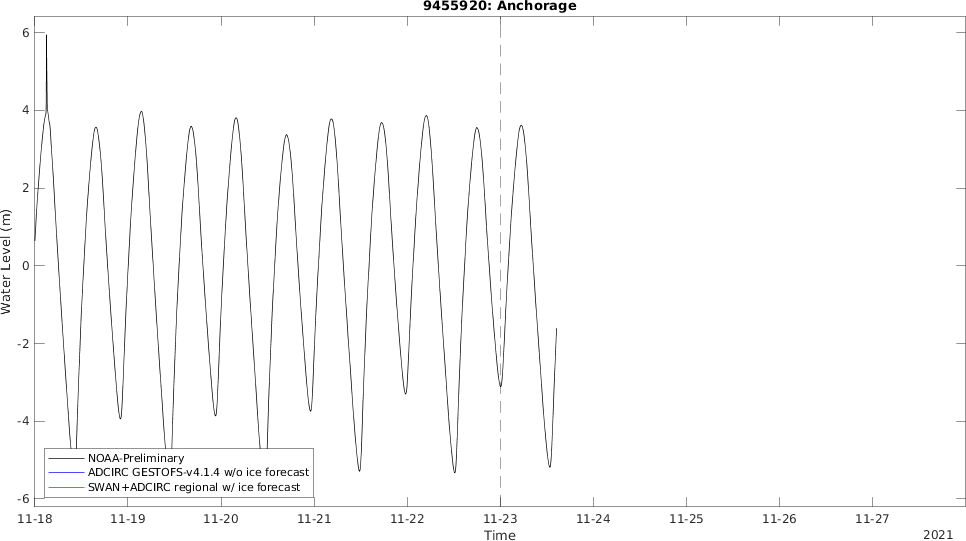 9455920: Anchorage
6
4
2
0
-2
-4
-6
Water Level (m)
NOAA-Preliminary
ADCIRC GESTOFS-v4.1.4 w/o ice forecast
SWAN+ADCIRC regional w/ ice forecast
11-18 11-19 11-20 11-21 11-22 11-23 11-24 11-25 11-26 11-27
Time
2021